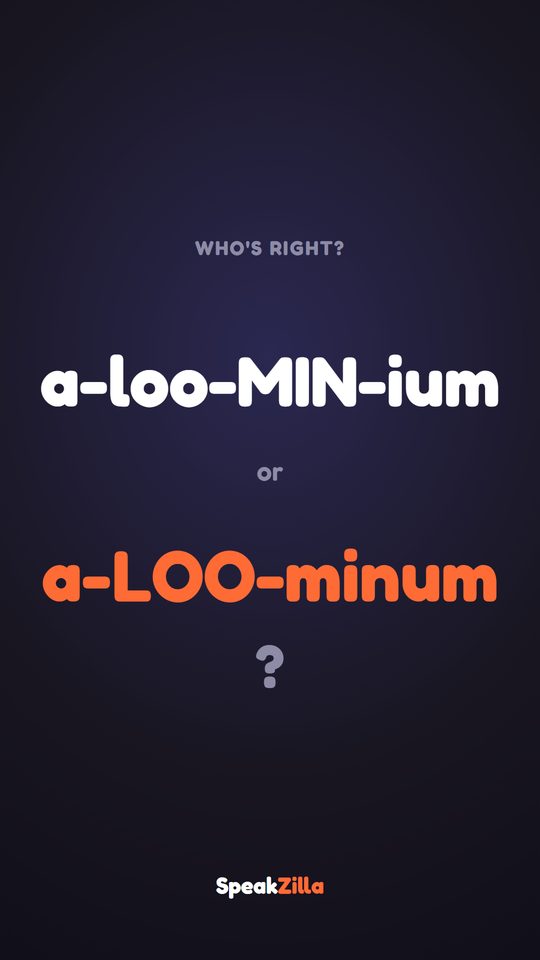 WHO'S RIGHT?
a-loo-MIN-ium
or
a-LOO-minum
?
SpeakZilla